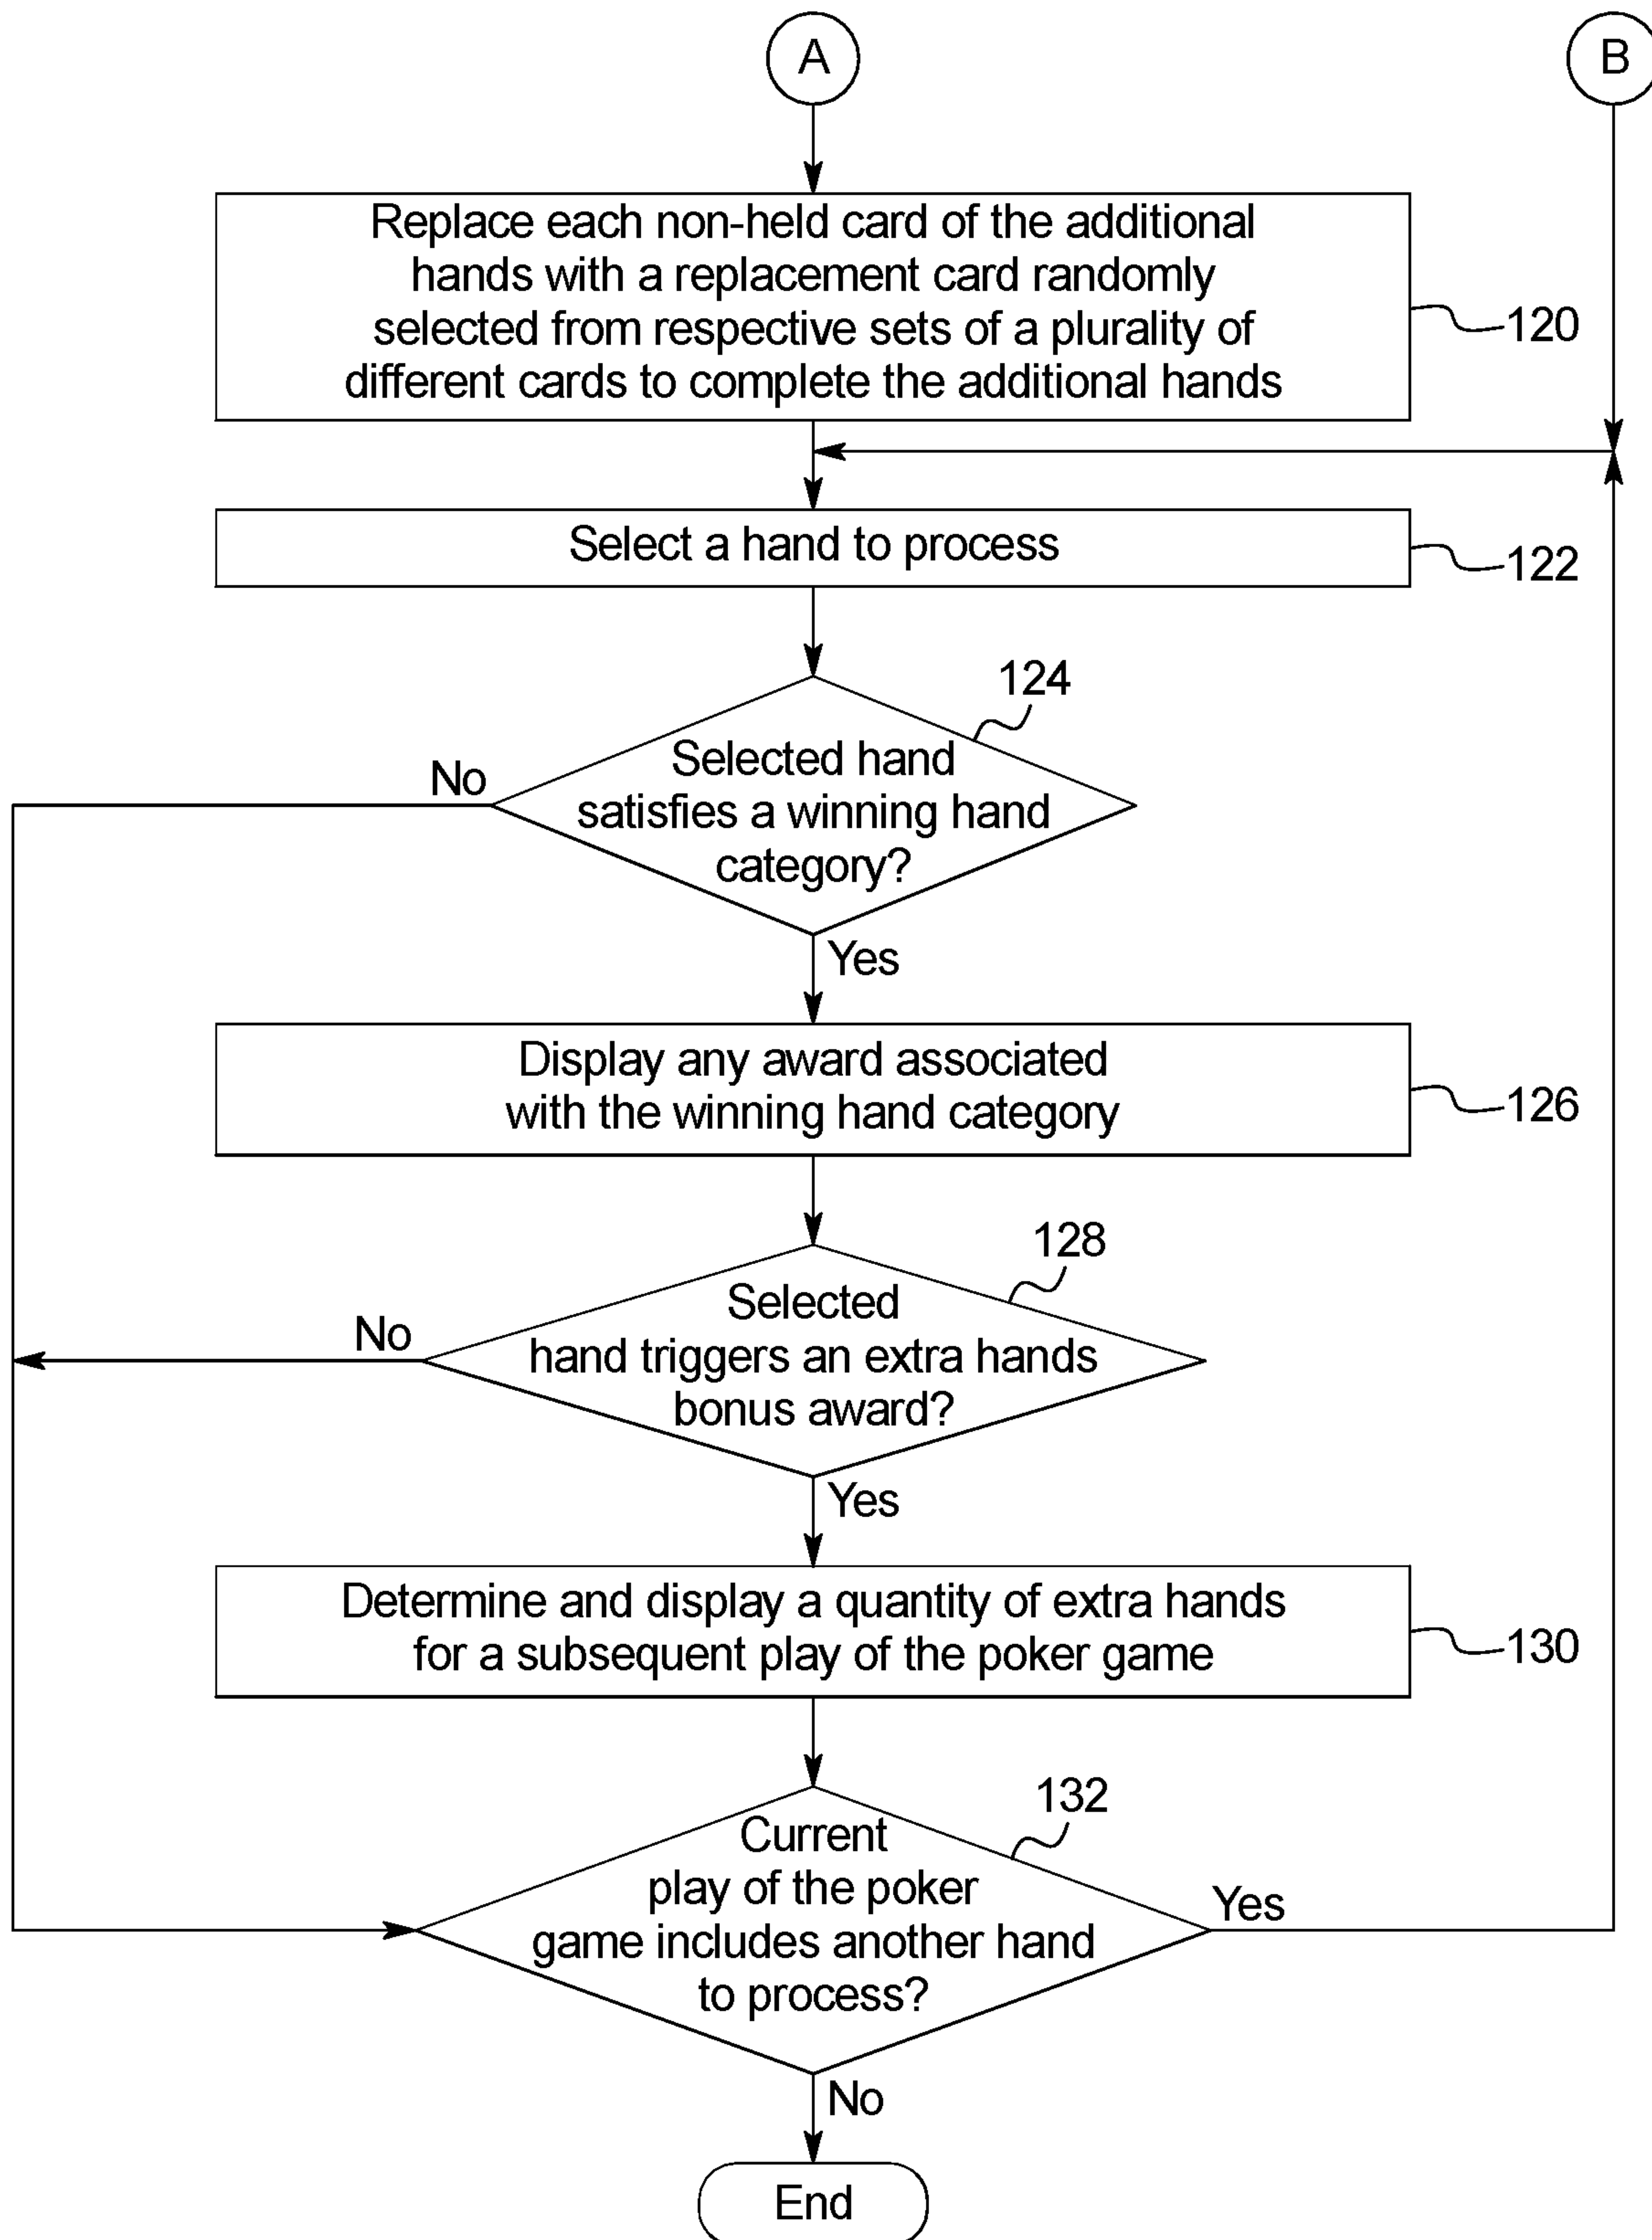 A
B
Replace each non-held card of the additional
hands with a replacement card randomly
selected from respective sets of a plurality of
different cards to complete the additional hands
120
Select a hand to process
122
124
Selected hand
satisfies a winning hand
category?
No
Yes
Display any award associated
with the winning hand category
126
128
Selected
hand triggers an extra hands
bonus award?
No
Yes
Determine and display a quantity of extra hands
for a subsequent play of the poker game
130
132
Current
play of the poker
game includes another hand
to process?
Yes
No
End